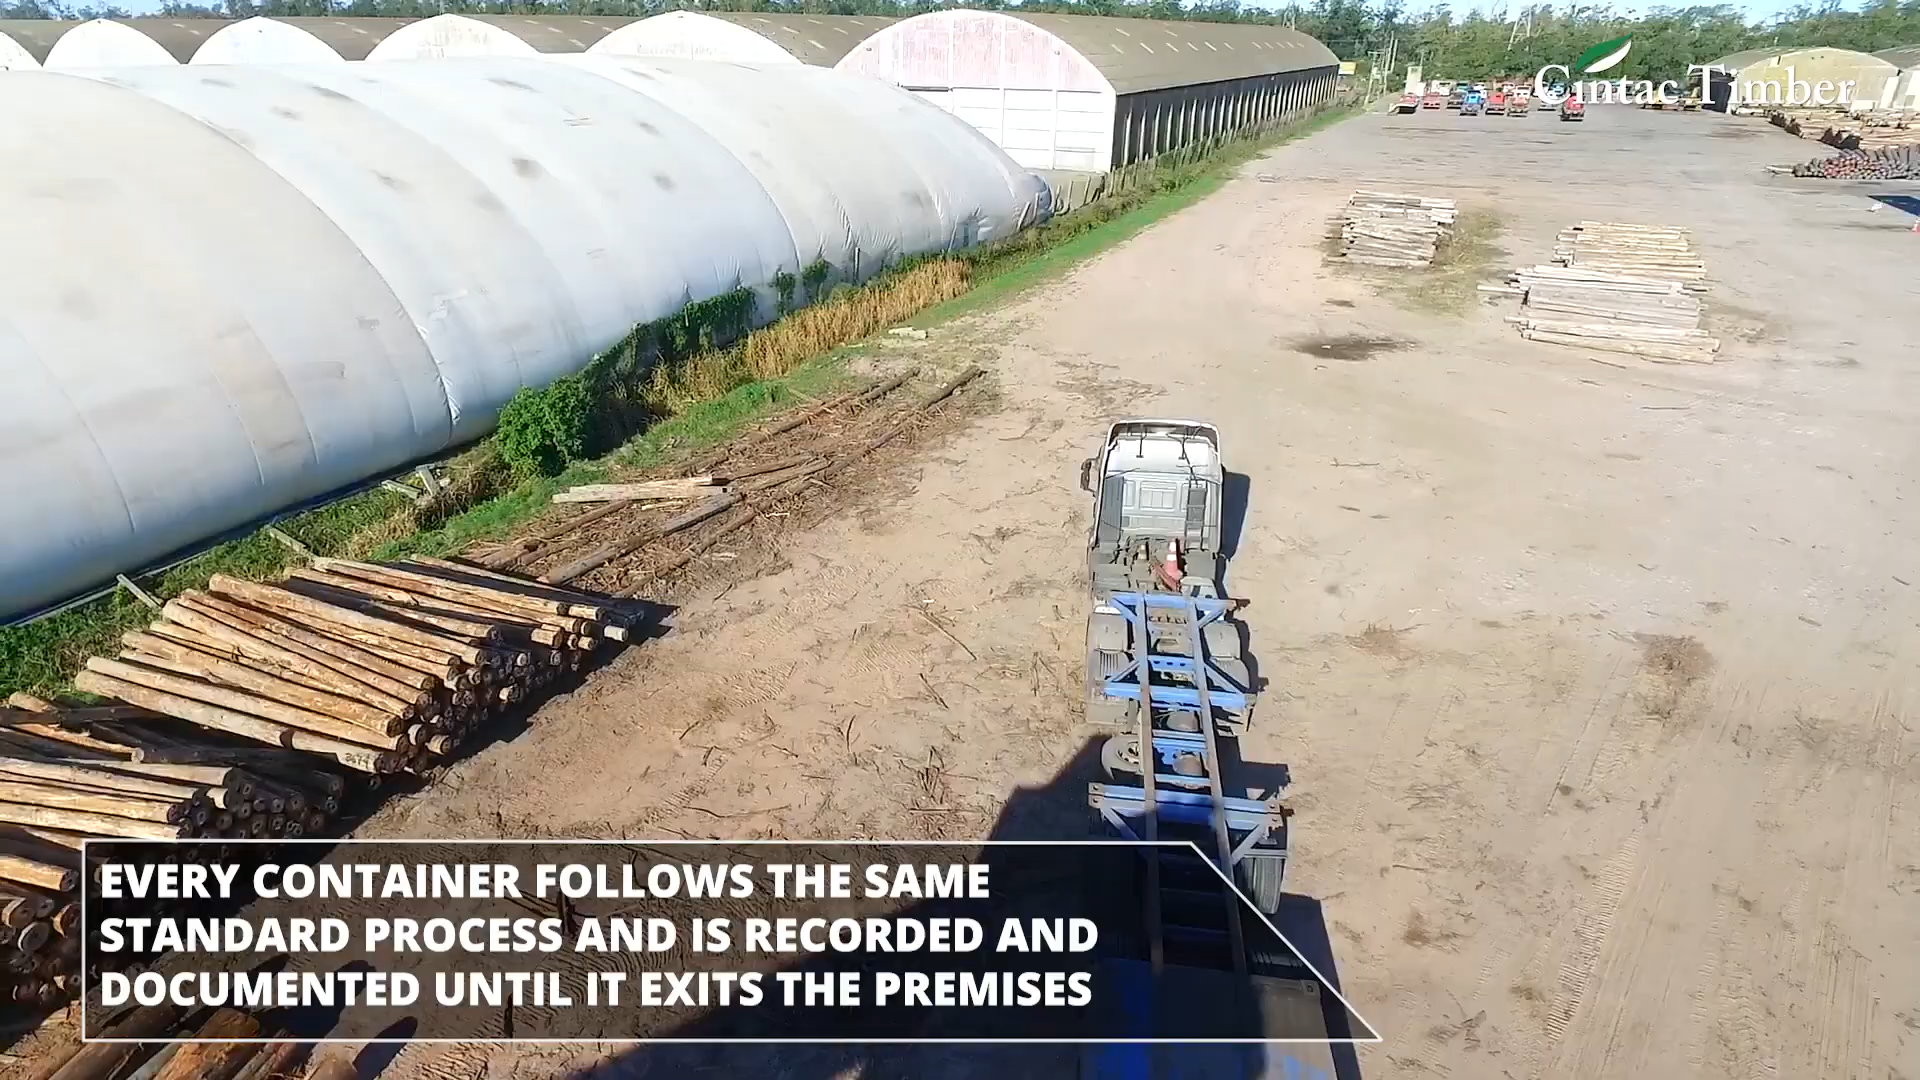 Cintac Timber
EVERY CONTAINER FOLLOWS THE SAME
STANDARD PROCESS AND IS RECORDED AND
DOCUMENTED UNTIL IT EXITS THE PREMISES